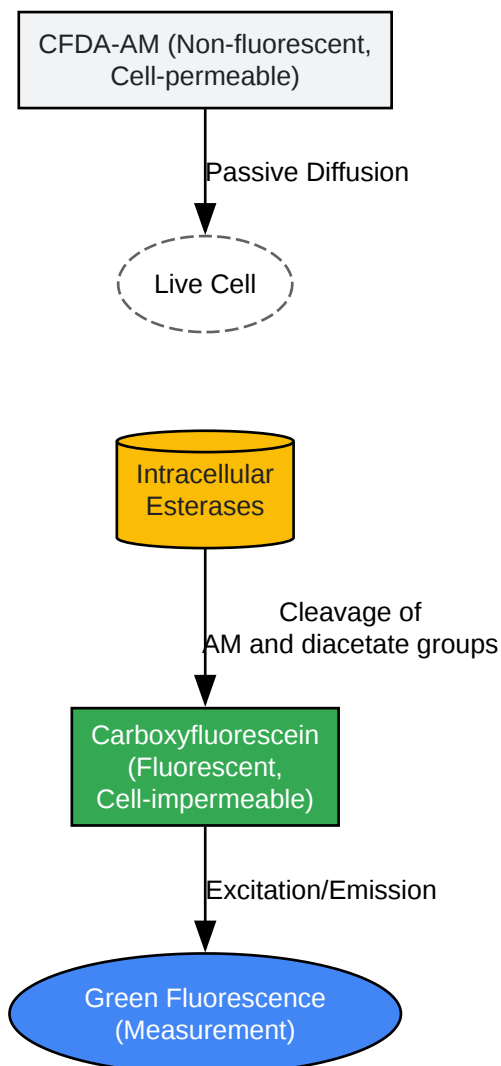 CFDA-AM (Non-fluorescent,
Cell-permeable)
Passive Diffusion
Live Cell
Intracellular
Esterases
Cleavage of
AM and diacetate groups
Carboxyfluorescein
(Fluorescent,
Cell-impermeable)
Excitation/Emission
Green Fluorescence
(Measurement)